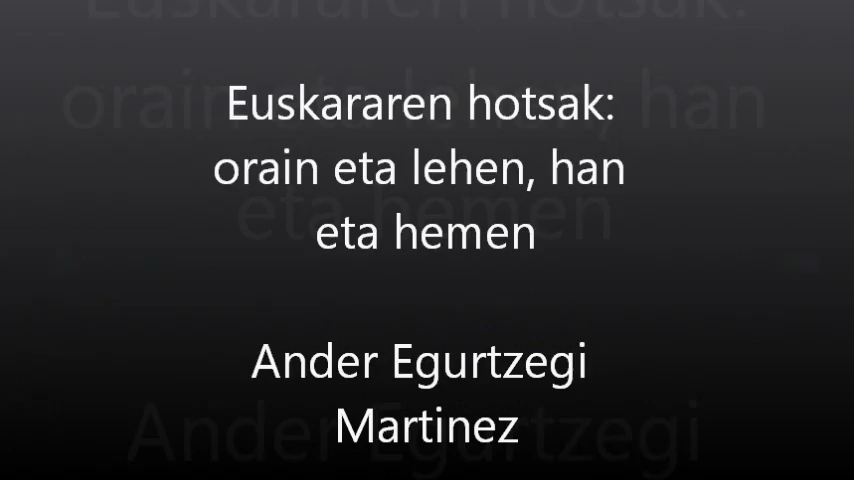 Euskararen hotsak:
orain eta lehen, han
eta hemen
Ander Egurtzegi
Martinez